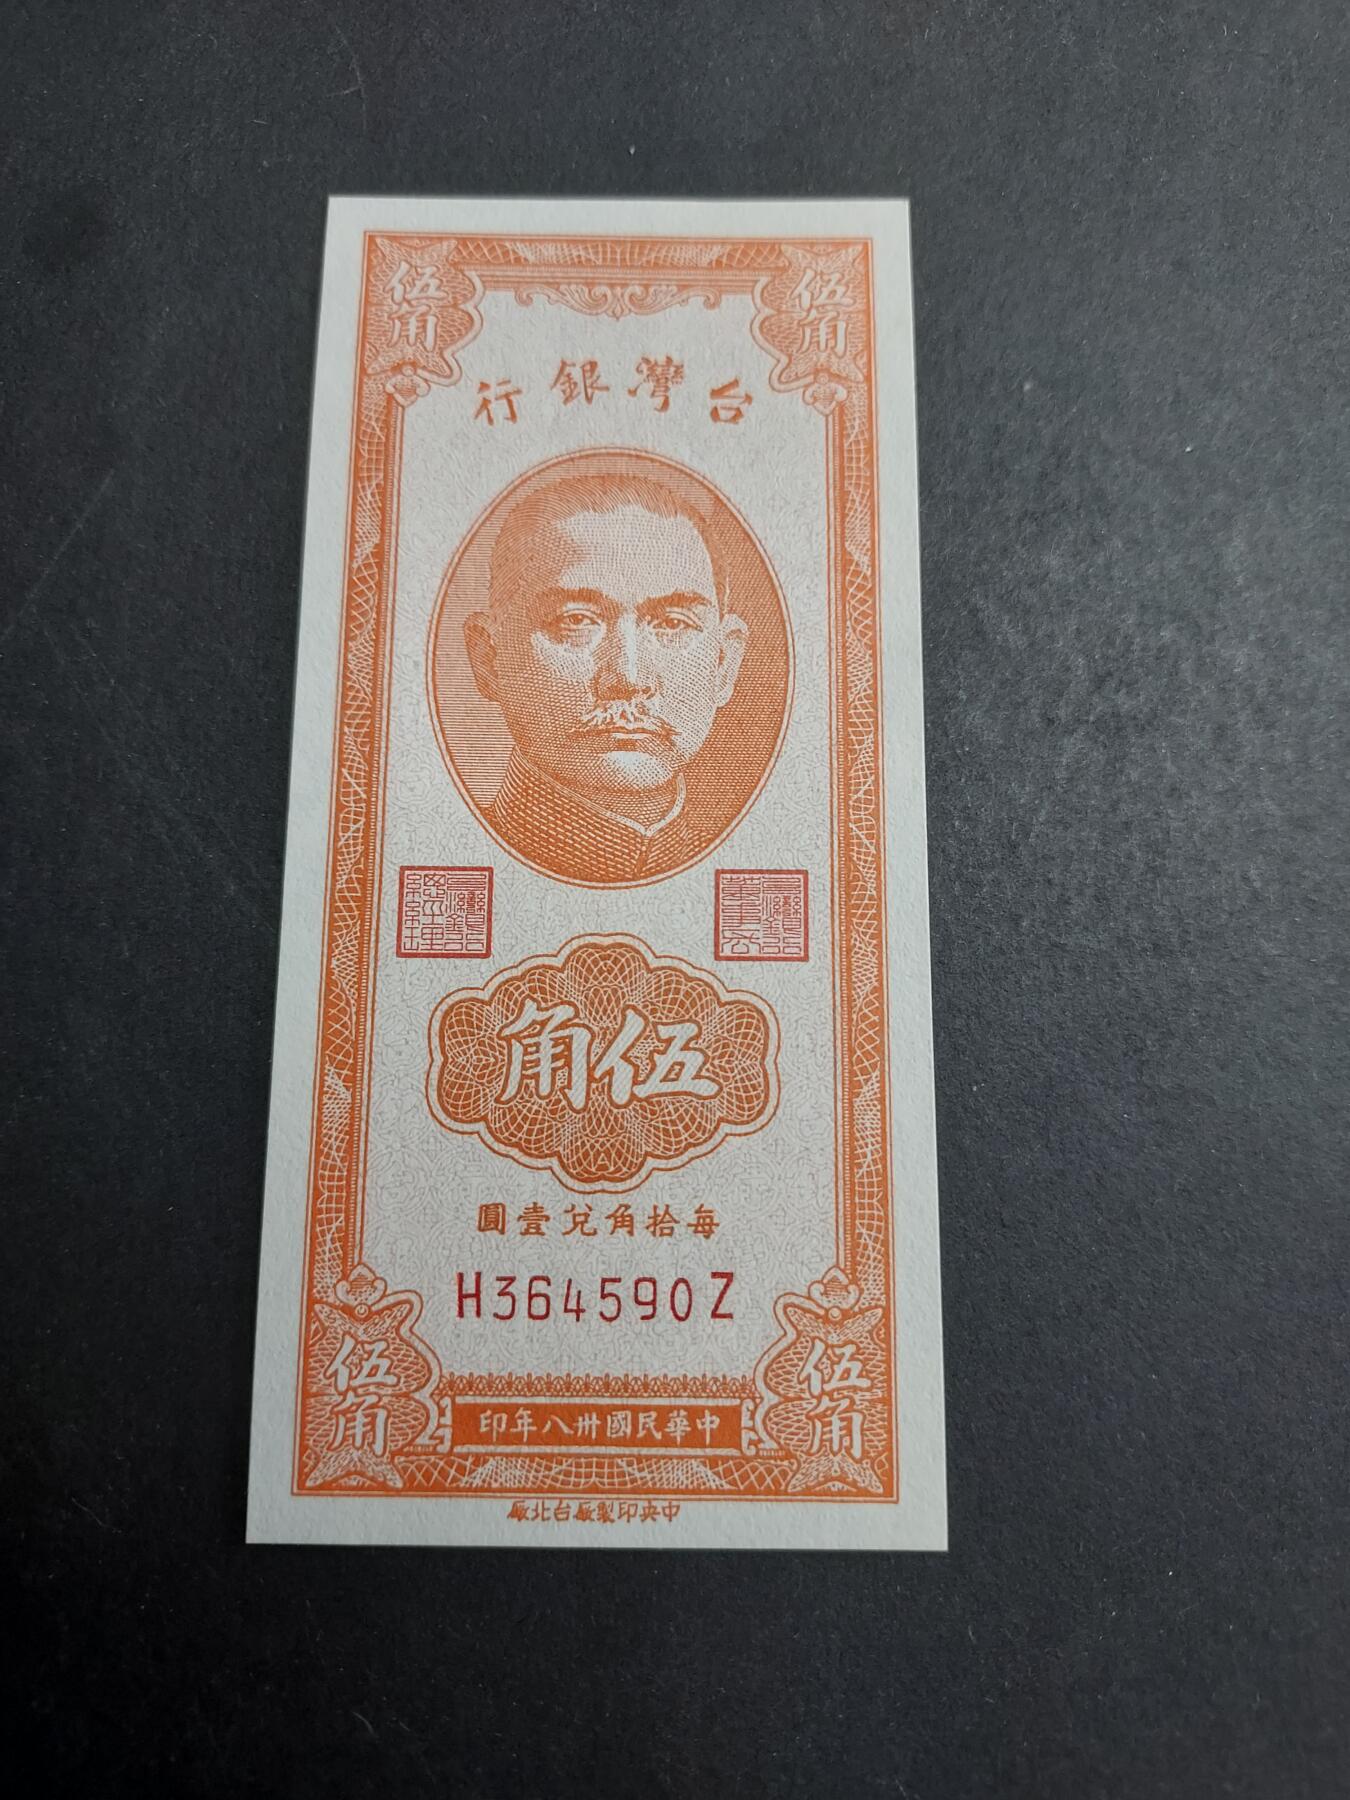 伍角
伍角
台灣銀行
伍角
每拾角兌壹圓
H364590Z
伍角
伍角
中華民國卅八年印
中央印製廠台北廠